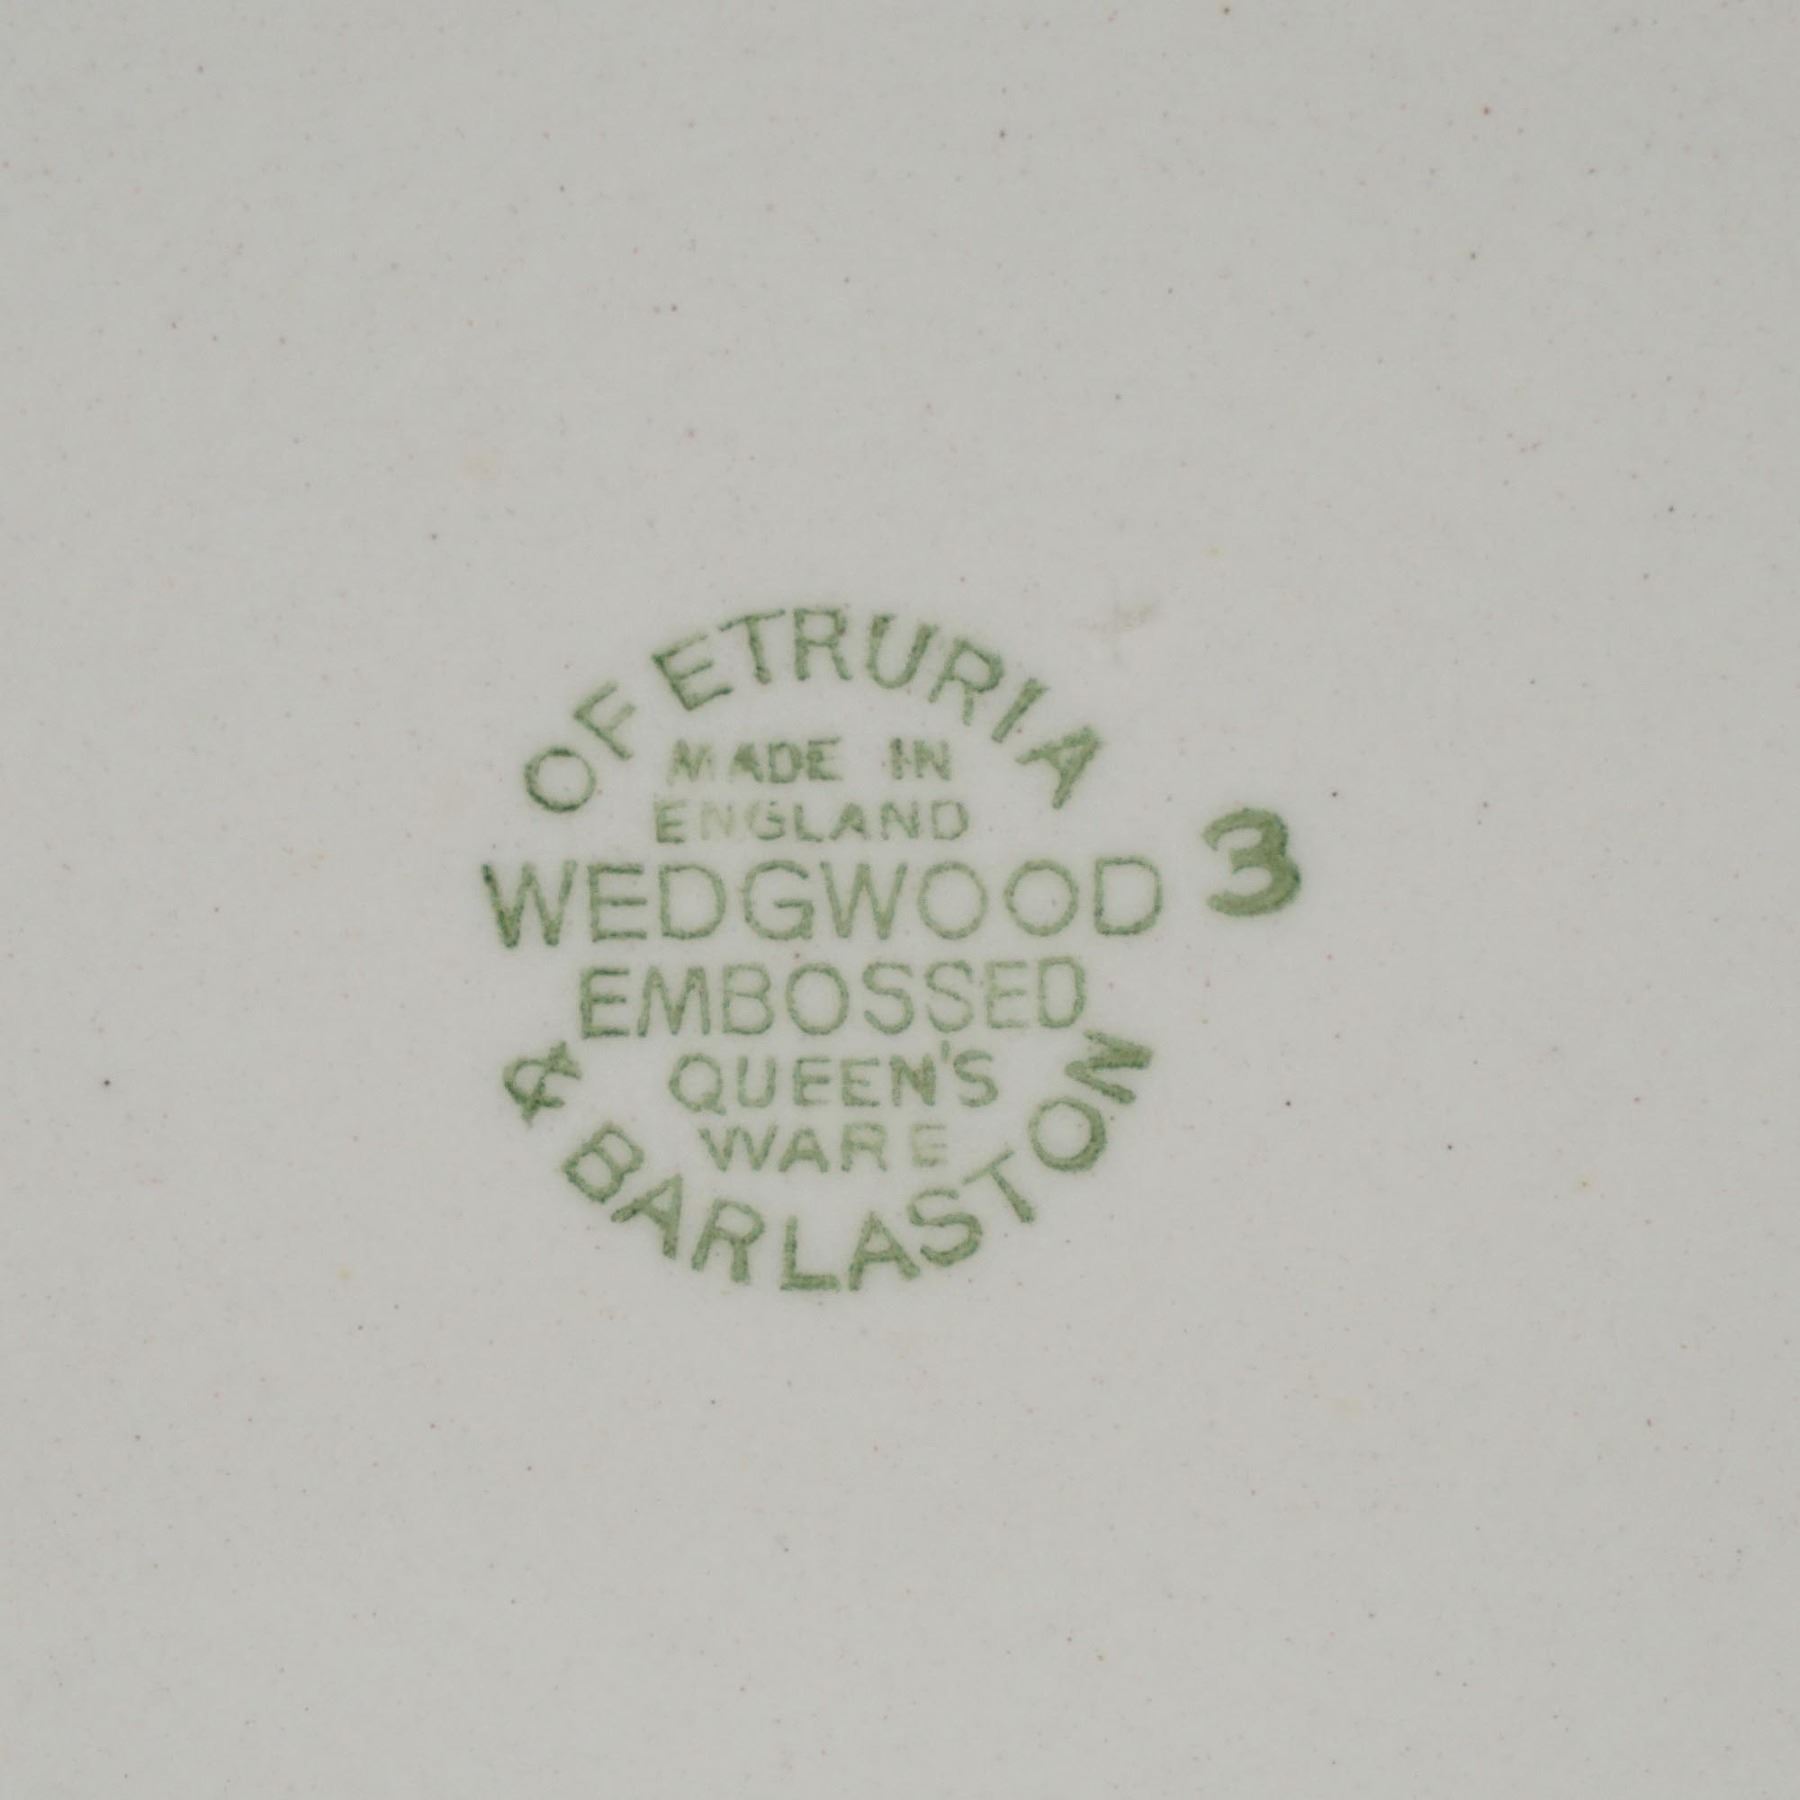 OF ETRURIA
MADE IN
ENGLAND
WEDGWOOD
3
EMBOSSED
QUEEN'S
WARE
& BARLASTON